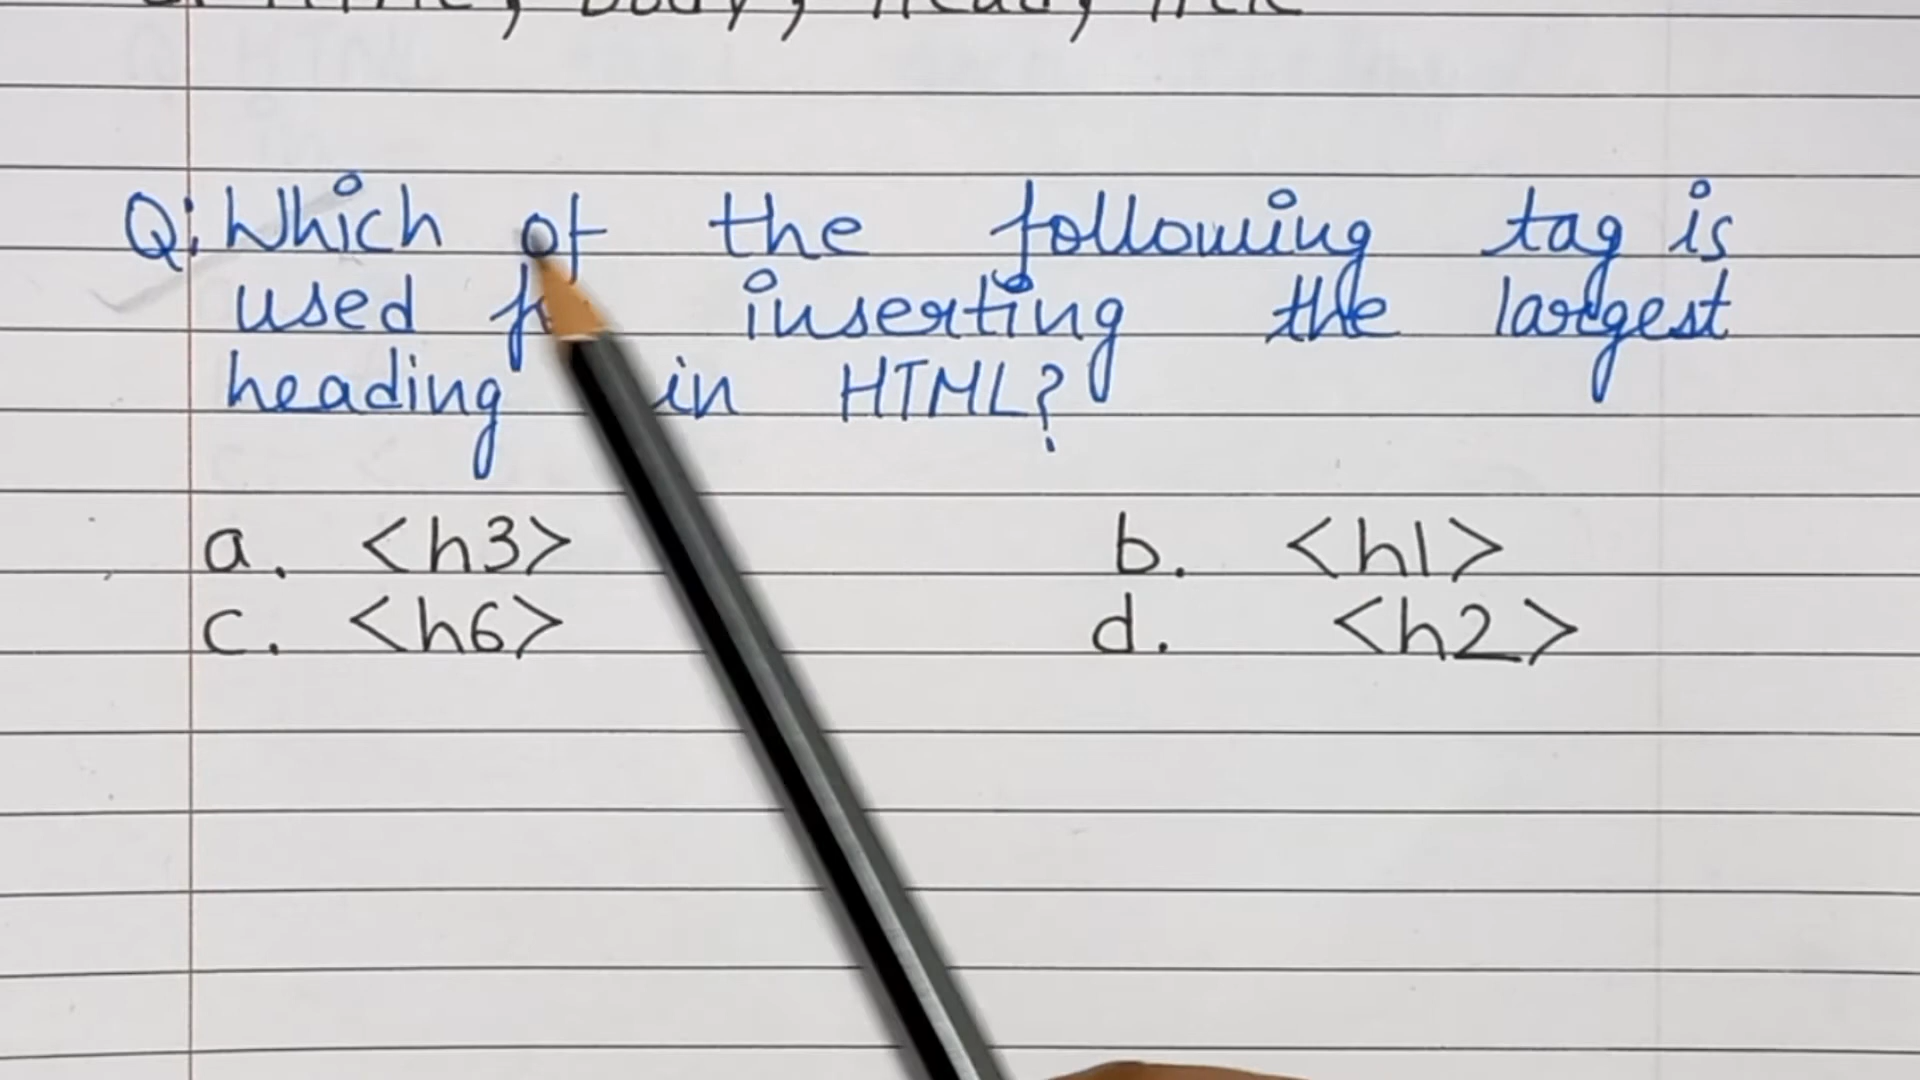 Q: Which of the following tag is
used inserting the largest
heading in HTML?
a. <h3> b. <h1>
c. <h6> d. <h2>